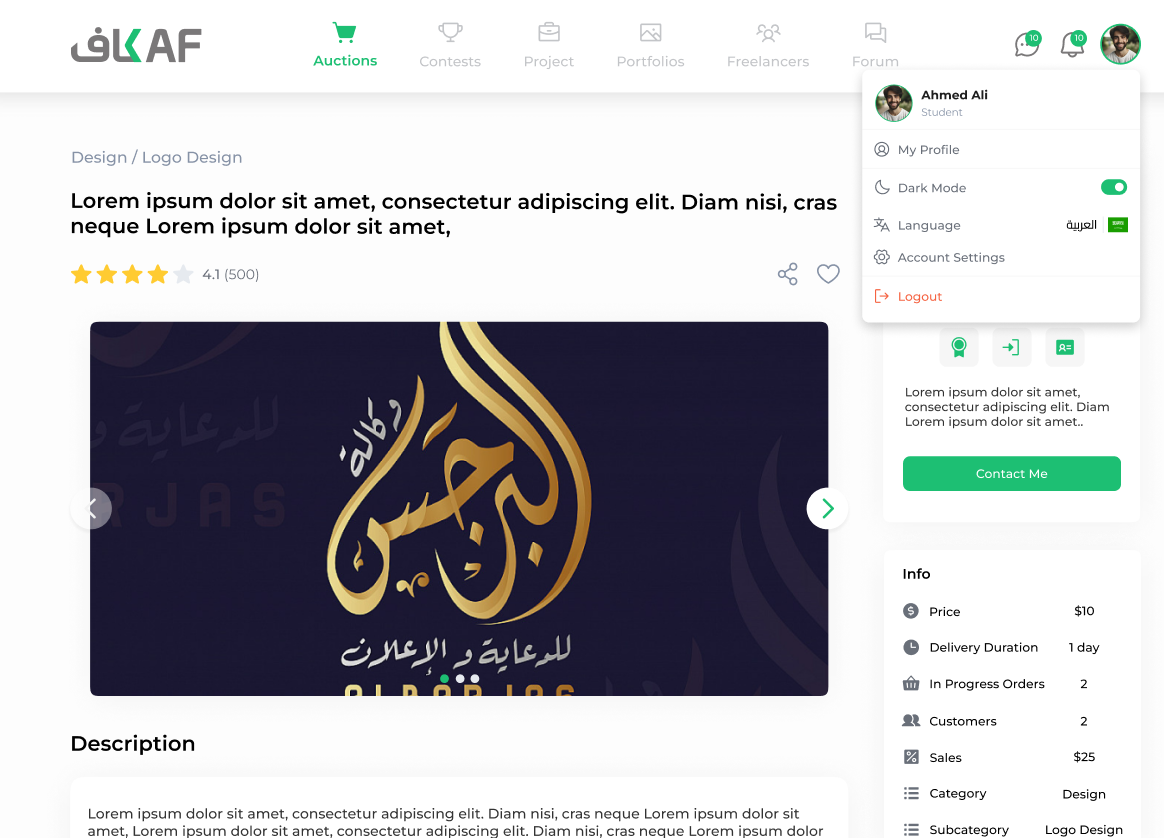 كاف KAF
Auctions
Contests
Project
Portfolios
Freelancers
Forum
10
10
Ahmed Ali
Student
My Profile
Dark Mode
Language
العربية
Account Settings
Logout
Design / Logo Design
Lorem ipsum dolor sit amet, consectetur adipiscing elit. Diam nisi, cras
neque Lorem ipsum dolor sit amet,
4.1 (500)
وكالة
البرجس
للدعاية و الإعلان
للدعاية و
RJAS
ALBARJAS
Lorem ipsum dolor sit amet,
consectetur adipiscing elit. Diam
Lorem ipsum dolor sit amet..
Contact Me
Info
Price $10
Delivery Duration 1 day
In Progress Orders 2
Customers 2
Sales $25
Category Design
Subcategory Logo Design
Description
Lorem ipsum dolor sit amet, consectetur adipiscing elit. Diam nisi, cras neque Lorem ipsum dolor sit
amet, Lorem ipsum dolor sit amet, consectetur adipiscing elit. Diam nisi, cras neque Lorem ipsum dolor